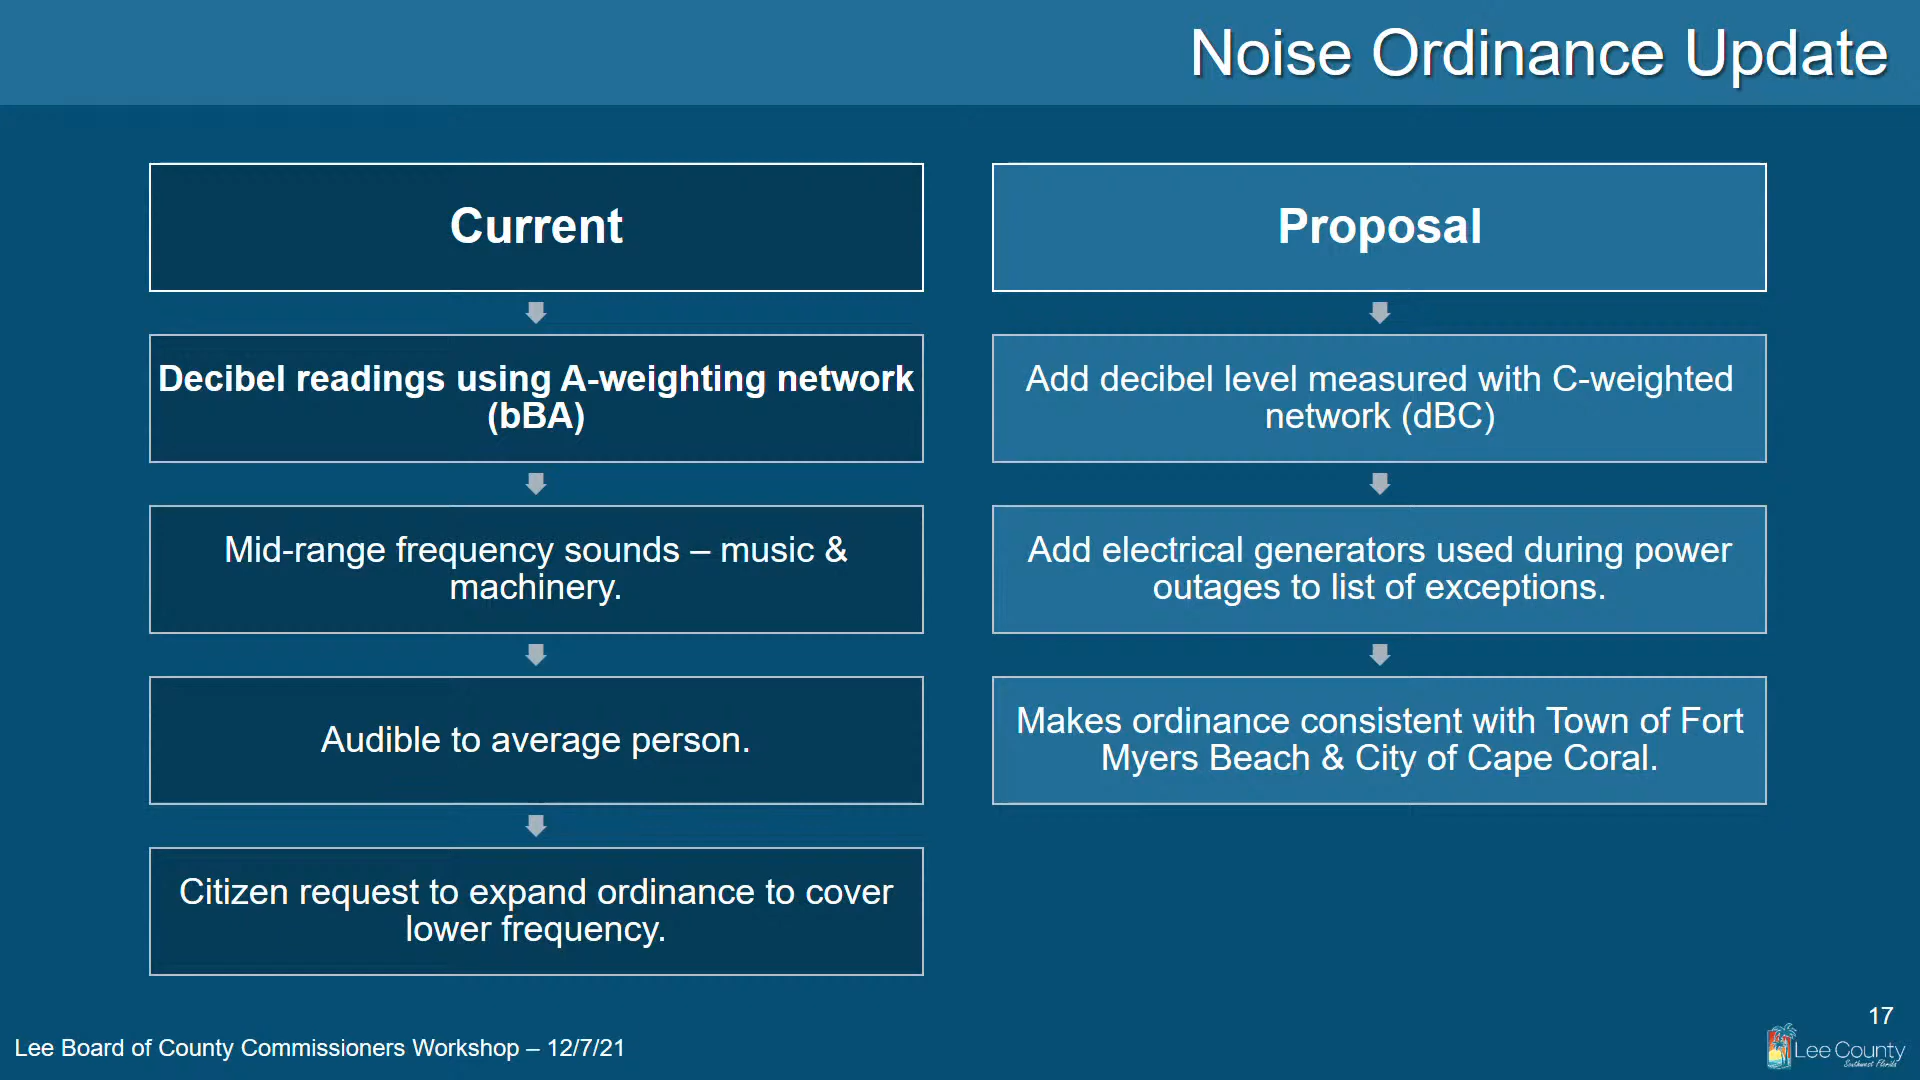 Noise Ordinance Update
Current
Decibel readings using A-weighting network
(bBA)
Mid-range frequency sounds – music &
machinery.
Audible to average person.
Citizen request to expand ordinance to cover
lower frequency.
Proposal
Add decibel level measured with C-weighted
network (dBC)
Add electrical generators used during power
outages to list of exceptions.
Makes ordinance consistent with Town of Fort
Myers Beach & City of Cape Coral.
Lee Board of County Commissioners Workshop – 12/7/21
17
Lee County
Southwest Florida